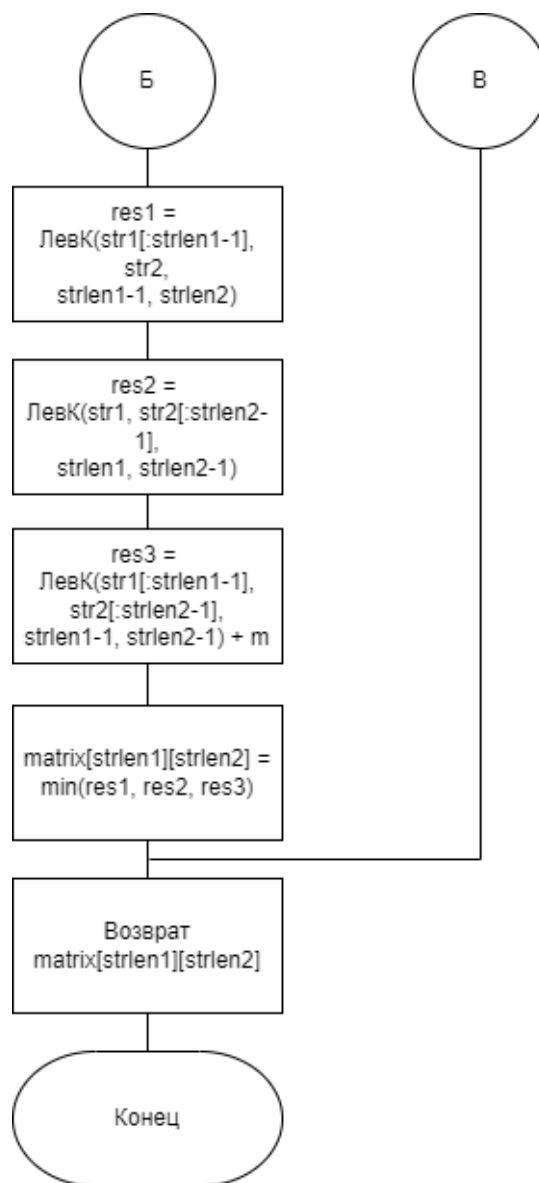 Б
В
res1 =
ЛевК(str1[:strlen1-1],
str2,
strlen1-1, strlen2)
res2 =
ЛевК(str1, str2[:strlen2-
1],
strlen1, strlen2-1)
res3 =
ЛевК(str1[:strlen1-1],
str2[:strlen2-1],
strlen1-1, strlen2-1) + m
matrix[strlen1][strlen2] =
min(res1, res2, res3)
Возврат
matrix[strlen1][strlen2]
Конец